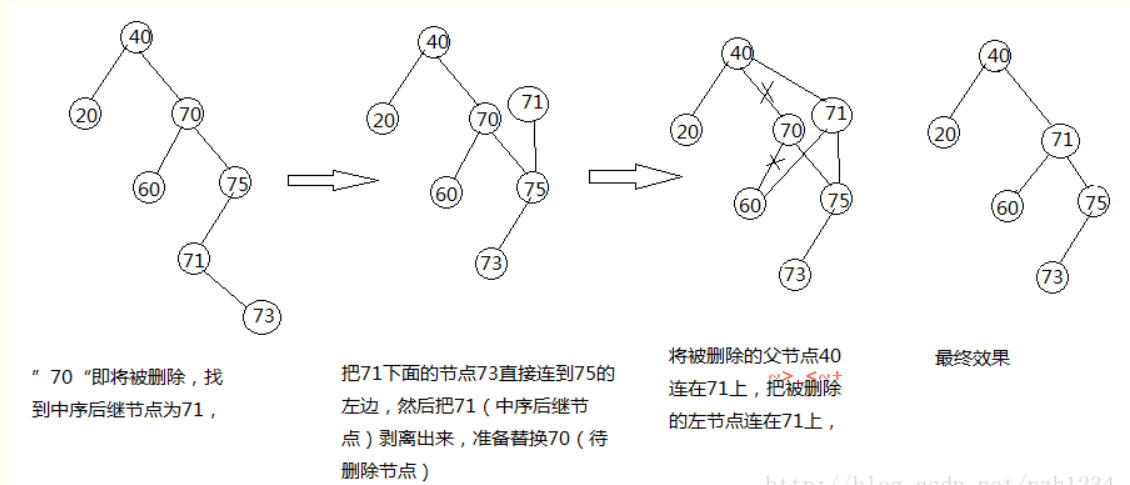 40
40
40
40
20
70
20
70
71
20
70
71
20
71
60
75
60
75
60
75
60
75
71
73
73
73
73
”70“即将被删除，找
到中序后继节点为71，
把71下面的节点73直接连到75的
左边，然后把71（中序后继节
点）剥离出来，准备替换70（待
删除节点）
将被删除的父节点40
连在71上，把被删除
的左节点连在71上，
~>_<~+
最终效果
http://blog.csdn.net/pzh1234